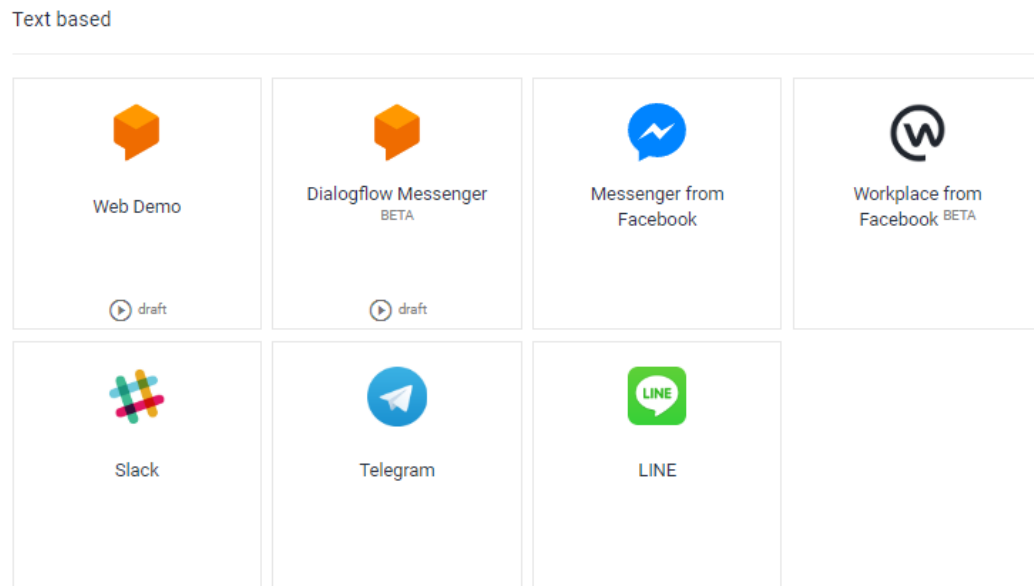 Text based
Web Demo
draft
Dialogflow Messenger
BETA
draft
Messenger from
Facebook
Workplace from
Facebook BETA
Slack
Telegram
LINE
LINE